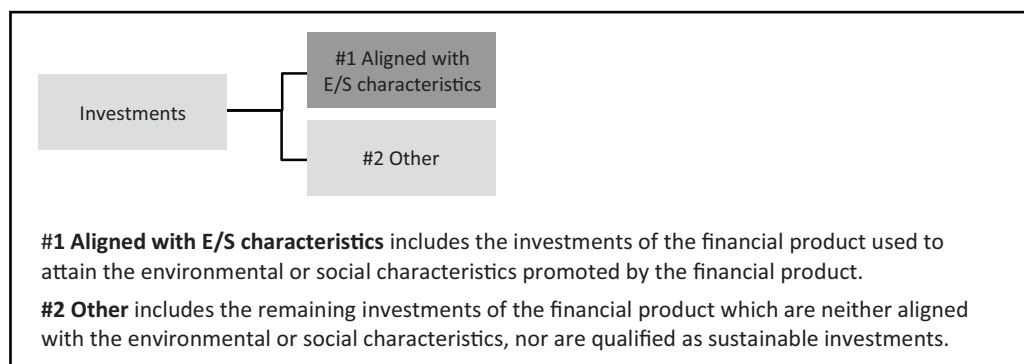 #1 Aligned with
E/S characteristics
Investments
#2 Other
#1 Aligned with E/S characteristics includes the investments of the financial product used to
attain the environmental or social characteristics promoted by the financial product.
#2 Other includes the remaining investments of the financial product which are neither aligned
with the environmental or social characteristics, nor are qualified as sustainable investments.